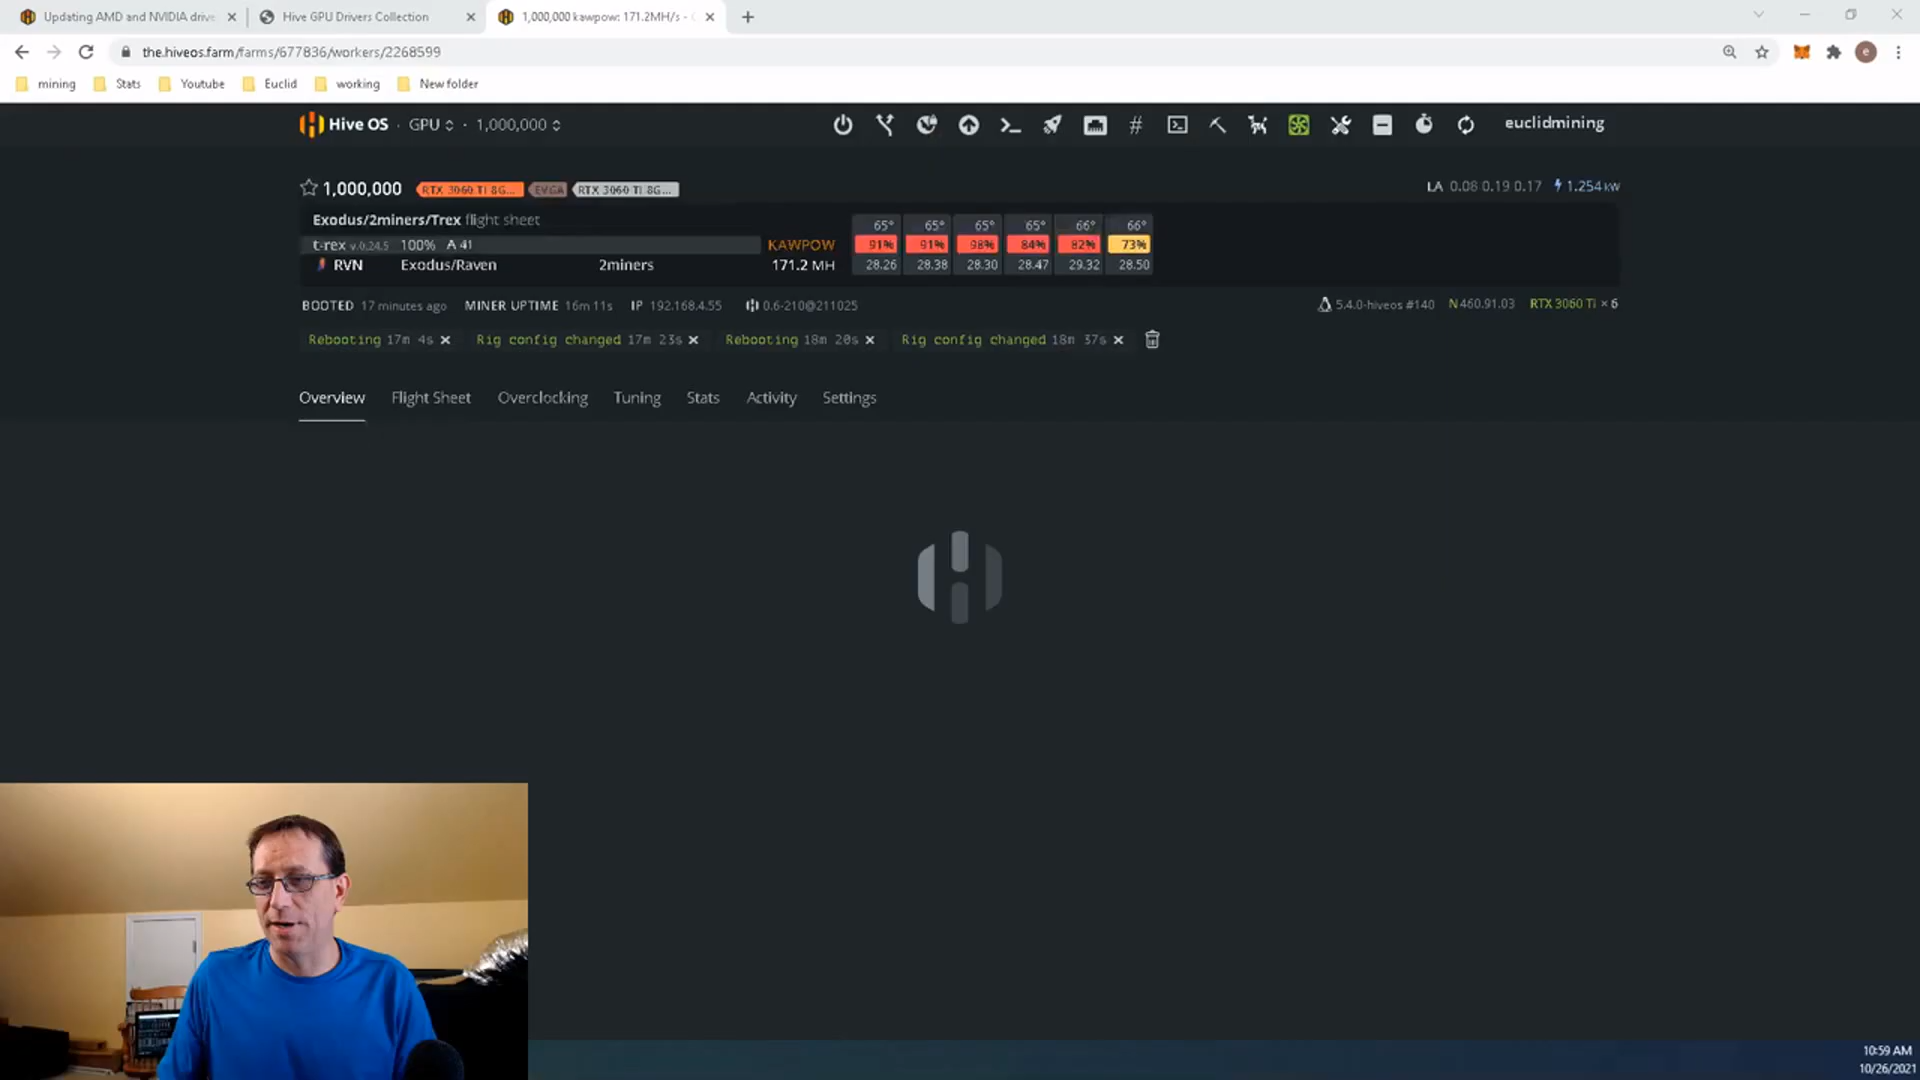 Updating AMD and NVIDIA drive
Hive GPU Drivers Collection
1,000,000 kawpow: 171.2MH/s -
the.hiveos.farm/farms/677836/workers/2268599
e
mining
Stats
Youtube
Euclid
working
New folder
Hive OS · GPU · 1,000,000
#
euclidmining
1,000,000
RTX 3060 TI 8G...
EVGA
RTX 3060 TI 8G...
LA 0.08 0.19 0.17 1.254 kW
Exodus/2miners/Trex flight sheet
65° 65° 65° 65° 66° 66°
t-rex v.0.24.5 100% A 41 KAWPOW 91% 91% 98% 84% 82% 73%
RVN Exodus/Raven 2miners 171.2 MH 28.26 28.38 28.30 28.47 29.32 28.50
BOOTED 17 minutes ago MINER UPTIME 16m 11s IP 192.168.4.55 0.6-210@211025 5.4.0-hiveos #140 N 460.91.03 RTX 3060 Ti × 6
Rebooting 17m 4s × Rig config changed 17m 23s × Rebooting 18m 20s × Rig config changed 18m 37s ×
Overview Flight Sheet Overclocking Tuning Stats Activity Settings
10:59 AM
10/26/2021